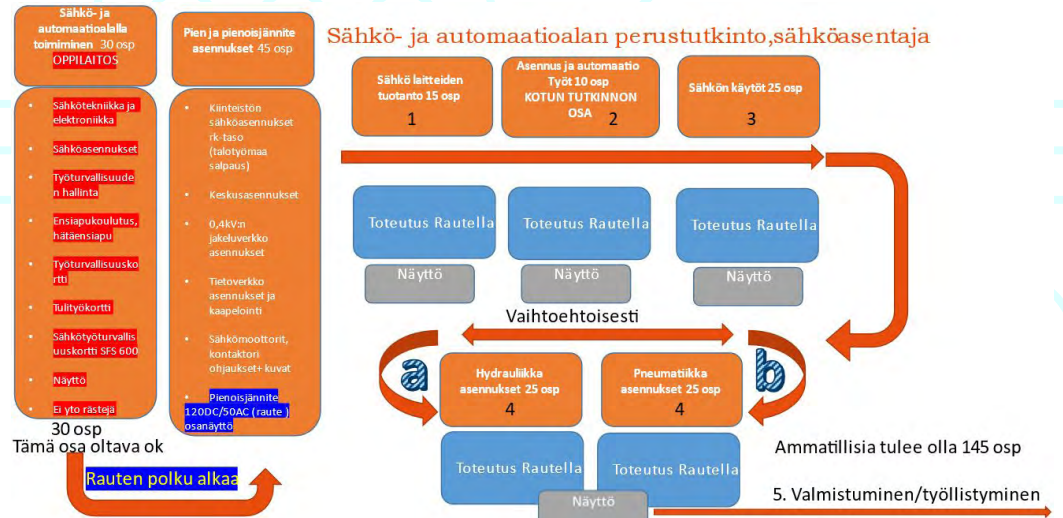 Sähkö- ja
automaatioalalla
toimiminen 30 osp
OPPILAITOS
Sähkötekniikka ja
elektroniikka
Sähköasennukset
Työturvallisuude
n hallinta
Ensiapukoulutus,
hätäensiapu
Työturvallisuusko
rtti
Tulityökortti
Sähkötyöturvallis
uuskortti SFS 600
Näyttö
Ei yto rästejä
30 osp
Tämä osa oltava ok
Rauten polku alkaa
Pien ja pienoisjännite
asennukset 45 osp
Kiinteistön
sähköasennukset
rk-taso
(talotyömaa
salpaus)
Keskusasennukset
0,4kV:n
jakeluverkko
asennukset
Tietoverkko
asennukset ja
kaapelointi
Sähkömoottorit,
kontaktori
ohjaukset+ kuvat
Pienoisjännite
120DC/50AC (raute )
osanäyttö
Sähkö- ja automaatioalan perustutkinto,sähköasentaja
Sähkö laitteiden
tuotanto 15 osp
1
Asennus ja automaatio
Työt 10 osp
KOTUN TUTKINNON
OSA 2
Sähkön käytöt 25 osp
3
Toteutus Rautella
Toteutus Rautella
Toteutus Rautella
Näyttö
Näyttö
Näyttö
Vaihtoehtoisesti
a
Hydrauliikka
asennukset 25 osp
4
Pneumatiikka
asennukset 25 osp
4
b
Toteutus Rautella
Toteutus Rautella
Näyttö
Ammatillisia tulee olla 145 osp
5. Valmistuminen/työllistyminen